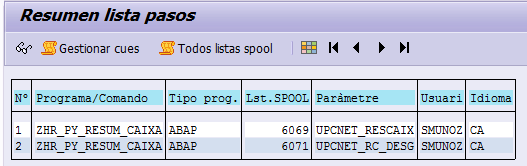 Resumen lista pasos
Gestionar cues Todos listas spool
Nº Programa/Comando Tipo prog. Lst.SPOOL Paràmetre Usuari Idioma
1 ZHR_PY_RESUM_CAIXA ABAP 6069 UPCNET_RESCAIX SMUNOZ CA
2 ZHR_PY_RESUM_CAIXA ABAP 6071 UPCNET_RC_DESG SMUNOZ CA